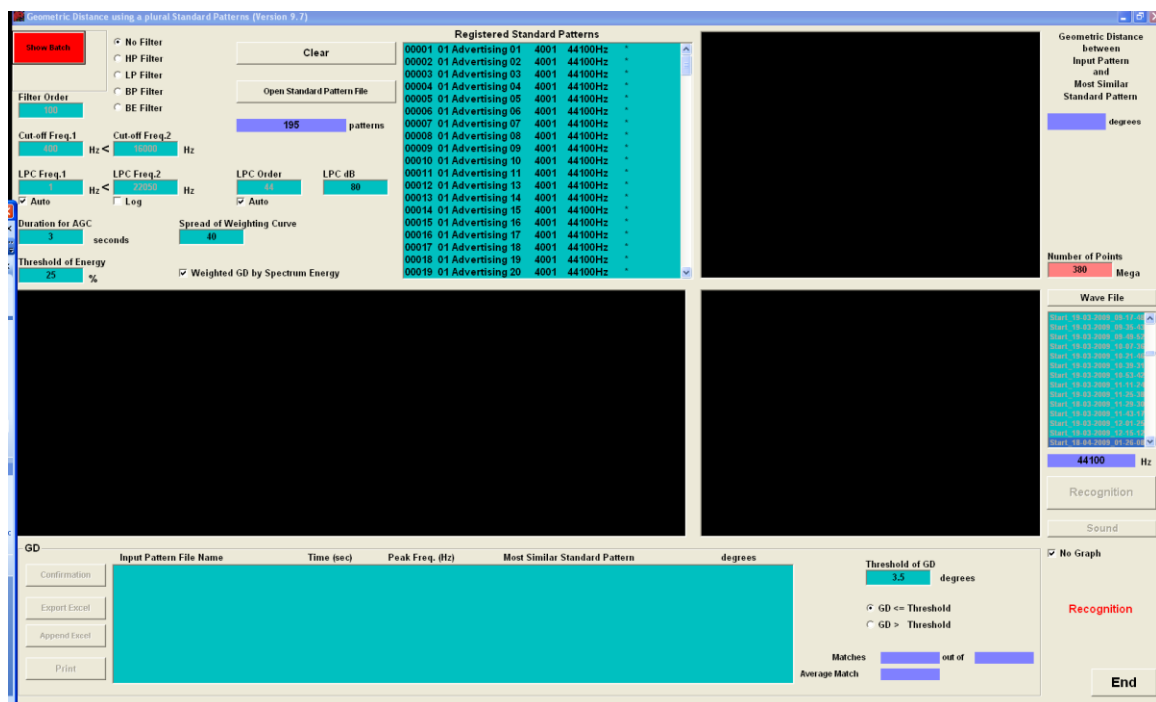 Geometric Distance using a plural Standard Patterns (Version 9.7)
Show Batch
No Filter
HP Filter
LP Filter
BP Filter
BE Filter
Clear
Open Standard Pattern File
195 patterns
Filter Order
100
Cut-off Freq.1 Cut-off Freq.2
400 Hz < 16000 Hz
LPC Freq.1 LPC Freq.2 LPC Order LPC dB
1 Hz < 22050 Hz 44 80
Auto Log Auto
Duration for AGC Spread of Weighting Curve
3 seconds 40
Threshold of Energy
25 %
Weighted GD by Spectrum Energy
Registered Standard Patterns
00001 01 Advertising 01 4001 44100Hz *
00002 01 Advertising 02 4001 44100Hz *
00003 01 Advertising 03 4001 44100Hz *
00004 01 Advertising 04 4001 44100Hz *
00005 01 Advertising 05 4001 44100Hz *
00006 01 Advertising 06 4001 44100Hz *
00007 01 Advertising 07 4001 44100Hz *
00008 01 Advertising 08 4001 44100Hz *
00009 01 Advertising 09 4001 44100Hz *
00010 01 Advertising 10 4001 44100Hz *
00011 01 Advertising 11 4001 44100Hz *
00012 01 Advertising 13 4001 44100Hz *
00013 01 Advertising 14 4001 44100Hz *
00014 01 Advertising 15 4001 44100Hz *
00015 01 Advertising 16 4001 44100Hz *
00016 01 Advertising 17 4001 44100Hz *
00017 01 Advertising 18 4001 44100Hz *
00018 01 Advertising 19 4001 44100Hz *
00019 01 Advertising 20 4001 44100Hz *
Geometric Distance
between
Input Pattern
and
Most Similar
Standard Pattern
degrees
Number of Points
380 Mega
Wave File
Start_18-04-2009_01-26-08
44100 Hz
Recognition
Sound
No Graph
Recognition
End
GD
Input Pattern File Name Time (sec) Peak Freq. (Hz) Most Similar Standard Pattern degrees
Confirmation
Export Excel
Append Excel
Print
Threshold of GD
3.5 degrees
GD <= Threshold
GD > Threshold
Matches out of
Average Match